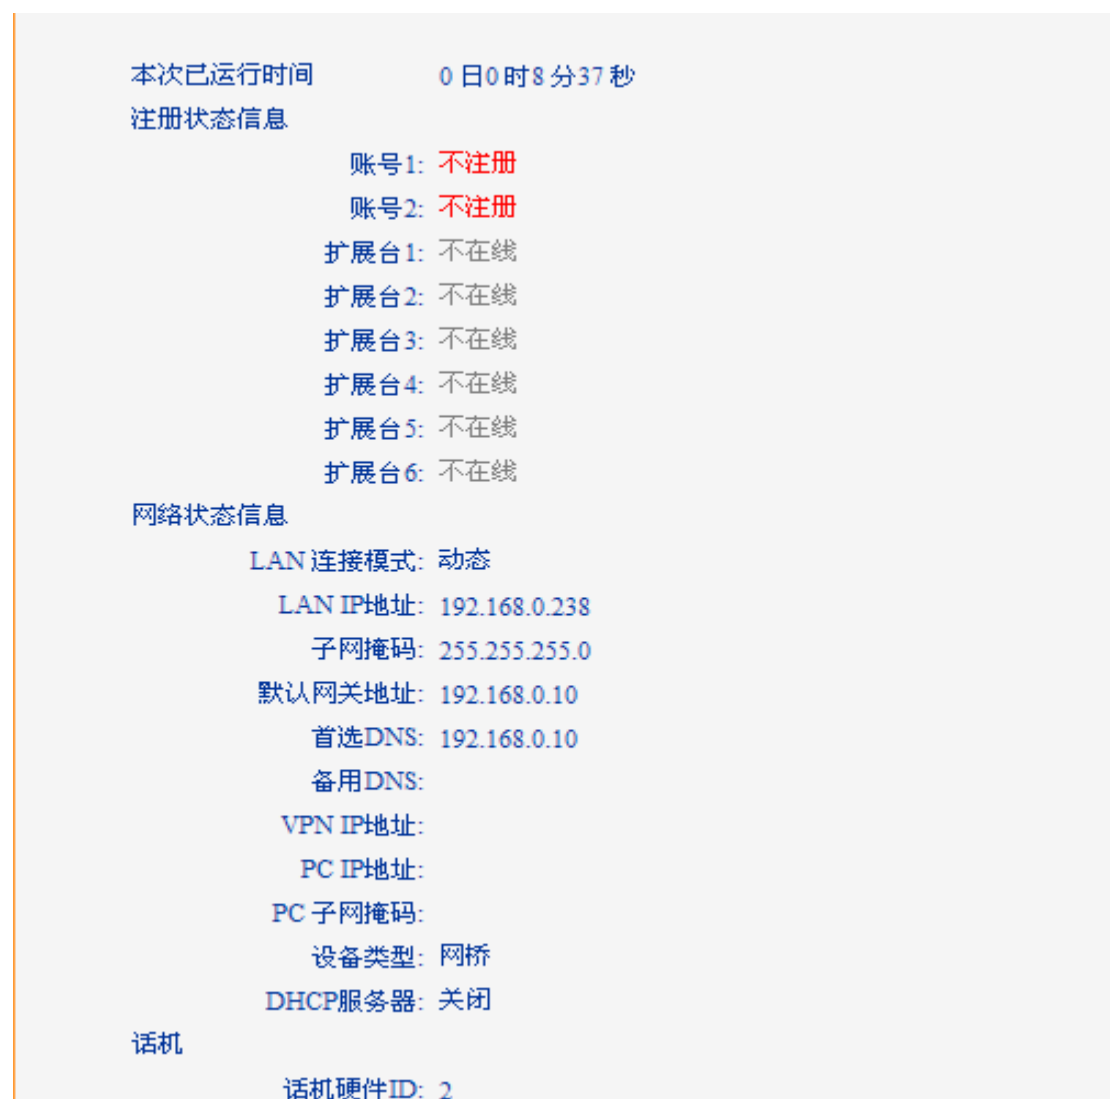 本次已运行时间 0 日0 时8 分37 秒
注册状态信息
账号1: 不注册
账号2: 不注册
扩展台1: 不在线
扩展台2: 不在线
扩展台3: 不在线
扩展台4: 不在线
扩展台5: 不在线
扩展台6: 不在线
网络状态信息
LAN 连接模式: 动态
LAN IP地址: 192.168.0.238
子网掩码: 255.255.255.0
默认网关地址: 192.168.0.10
首选DNS: 192.168.0.10
备用DNS:
VPN IP地址:
PC IP地址:
PC 子网掩码:
设备类型: 网桥
DHCP服务器: 关闭
话机
话机硬件ID: 2